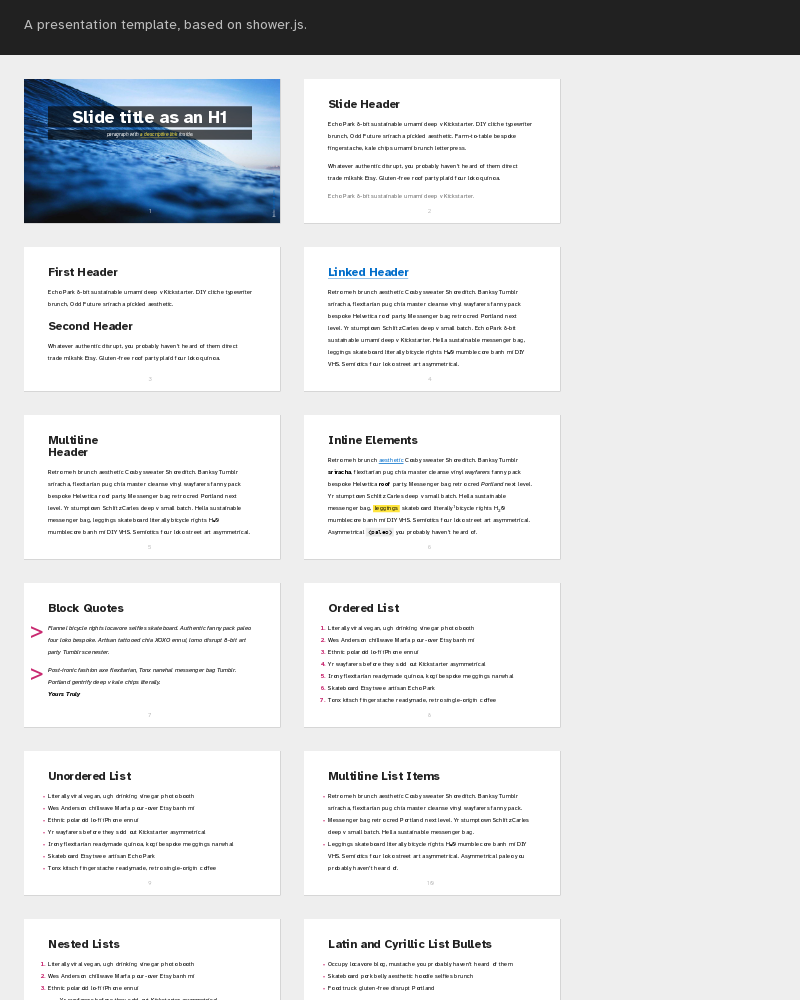 A presentation template, based on shower.js.
Slide title as an H1
paragraph with a descriptive link inside
1
Slide Header
Echo Park 8-bit sustainable umami deep v Kickstarter. DIY cliche typewriter
brunch. Odd Future sriracha pickled aesthetic. Farm-to-table bespoke
fingerstache, kale chips umami brunch letterpress.
Whatever authentic disrupt, you probably haven't heard of them direct
trade mlkshk Etsy. Gluten-free roof party plaid four loko quinoa.
Echo Park 8-bit sustainable umami deep v Kickstarter.
2
First Header
Echo Park 8-bit sustainable umami deep v Kickstarter. DIY cliche typewriter
brunch. Odd Future sriracha pickled aesthetic.
Second Header
Whatever authentic disrupt, you probably haven't heard of them direct
trade mlkshk Etsy. Gluten-free roof party plaid four loko quinoa.
3
Linked Header
Retro meh brunch aesthetic Cosby sweater Shoreditch. Banksy Tumblr
sriracha, flexitarian pug chia master cleanse vinyl wayfarers fanny pack
bespoke Helvetica roof party. Messenger bag retro cred Portland next
level. Yr stumptown Schlitz Carles deep v small batch. Echo Park 8-bit
sustainable umami deep v Kickstarter. Hella sustainable messenger bag,
leggings skateboard literally bicycle rights H&M mumblecore banh mi DIY
VHS. Semiotics four loko street art asymmetrical.
4
Multiline
Header
Retro meh brunch aesthetic Cosby sweater Shoreditch. Banksy Tumblr
sriracha, flexitarian pug chia master cleanse vinyl wayfarers fanny pack
bespoke Helvetica roof party. Messenger bag retro cred Portland next
level. Yr stumptown Schlitz Carles deep v small batch. Hella sustainable
messenger bag, leggings skateboard literally bicycle rights H&M
mumblecore banh mi DIY VHS. Semiotics four loko street art asymmetrical.
5
Inline Elements
Retro meh brunch aesthetic Cosby sweater Shoreditch. Banksy Tumblr
sriracha, flexitarian pug chia master cleanse vinyl wayfarers fanny pack
bespoke Helvetica roof party. Messenger bag retro cred Portland next level.
Yr stumptown Schlitz Carles deep v small batch. Hella sustainable
messenger bag, leggings skateboard literally bicycle rights
mumblecore banh mi DIY VHS. Semiotics four loko street art asymmetrical.
Asymmetrical <paleo> you probably haven't heard of.
6
Block Quotes
> Flannel bicycle rights locavore selfies skateboard. Authentic fanny pack paleo
four loko bespoke. Artisan tattooed chia XOXO ennui, lomo disrupt 8-bit art
party Tumblr scenester.
> Post-ironic fashion axe flexitarian, Tonx narwhal messenger bag Tumblr.
Portland gentrify deep v kale chips literally.
Yours Truly
7
Ordered List
1. Literally viral vegan, ugh drinking vinegar photo booth
2. Wes Anderson chillwave Marfa pour-over Etsy banh mi
3. Ethnic polaroid lo-fi iPhone ennui
4. Yr wayfarers before they sold out Kickstarter asymmetrical
5. Irony flexitarian readymade quinoa, kogi bespoke meggings narwhal
6. Skateboard Etsy twee artisan Echo Park
7. Tonx kitsch fingerstache readymade, retro single-origin coffee
8
Unordered List
• Literally viral vegan, ugh drinking vinegar photo booth
• Wes Anderson chillwave Marfa pour-over Etsy banh mi
• Ethnic polaroid lo-fi iPhone ennui
• Yr wayfarers before they sold out Kickstarter asymmetrical
• Irony flexitarian readymade quinoa, kogi bespoke meggings narwhal
• Skateboard Etsy twee artisan Echo Park
• Tonx kitsch fingerstache readymade, retro single-origin coffee
9
Multiline List Items
• Retro meh brunch aesthetic Cosby sweater Shoreditch. Banksy Tumblr
sriracha, flexitarian pug chia master cleanse vinyl wayfarers fanny pack.
• Messenger bag retro cred Portland next level. Yr stumptown Schlitz Carles
deep v small batch. Hella sustainable messenger bag.
• Leggings skateboard literally bicycle rights H&M mumblecore banh mi DIY
VHS. Semiotics four loko street art asymmetrical. Asymmetrical paleo you
probably haven't heard of.
10
Nested Lists
1. Literally viral vegan, ugh drinking vinegar photo booth
2. Wes Anderson chillwave Marfa pour-over Etsy banh mi
3. Ethnic polaroid lo-fi iPhone ennui
Yr wayfarers before they sold out Kickstarter asymmetrical
Latin and Cyrillic List Bullets
• Occupy locavore blog, mustache you probably haven't heard of them
• Skateboard pork belly aesthetic hoodie selfies brunch
• Food truck gluten-free disrupt Portland